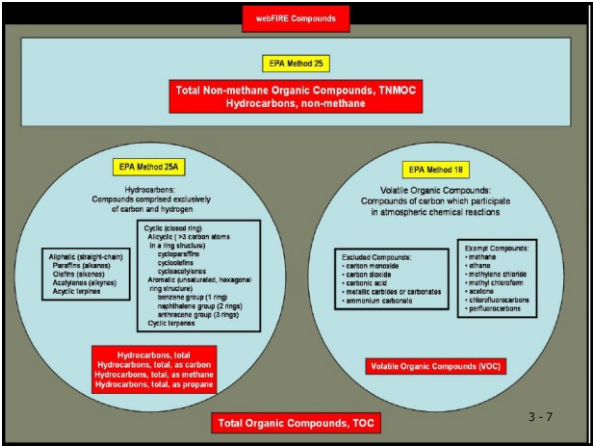 webFIRE Compounds
EPA Method 25
Total Non-methane Organic Compounds, TNMOC
Hydrocarbons, non-methane
EPA Method 25A
Hydrocarbons:
Compounds comprised exclusively
of carbon and hydrogen
Aliphatic (straight-chain)
Paraffins (alkanes)
Olefins (alkenes)
Acetylenes (alkynes)
Acyclic terpines
Cyclic (closed ring)
Alicyclic ( >3 carbon atoms
in a ring structure)
cycloparaffins
cycloolefins
cycloacetylenes
Aromatic (unsaturated, hexagonal
ring structure)
benzene group (1 ring)
naphthalene group (2 rings)
anthracene group (3 rings)
Cyclic terpenes
Hydrocarbons, total
Hydrocarbons, total, as carbon
Hydrocarbons, total, as methane
Hydrocarbons, total, as propane
EPA Method 18
Volatile Organic Compounds:
Compounds of carbon which participate
in atmospheric chemical reactions
Excluded Compounds:
• carbon monoxide
• carbon dioxide
• carbonic acid
• metallic carbides or carbonates
• ammonium carbonate
Exempt Compounds:
• methane
• ethane
• methylene chloride
• methyl chloroform
• acetone
• chlorofluorocarbons
• perfluorocarbons
Volatile Organic Compounds (VOC)
Total Organic Compounds, TOC
3 - 7